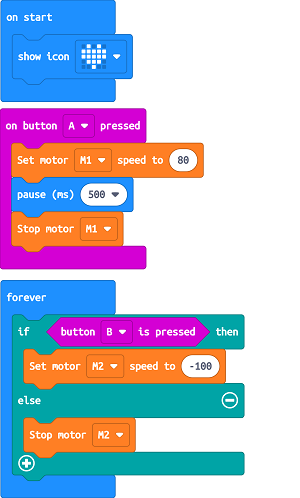 on start
show icon
on button A pressed
Set motor M1 speed to 80
pause (ms) 500
Stop motor M1
forever
if button B is pressed then
Set motor M2 speed to -100
else
Stop motor M2